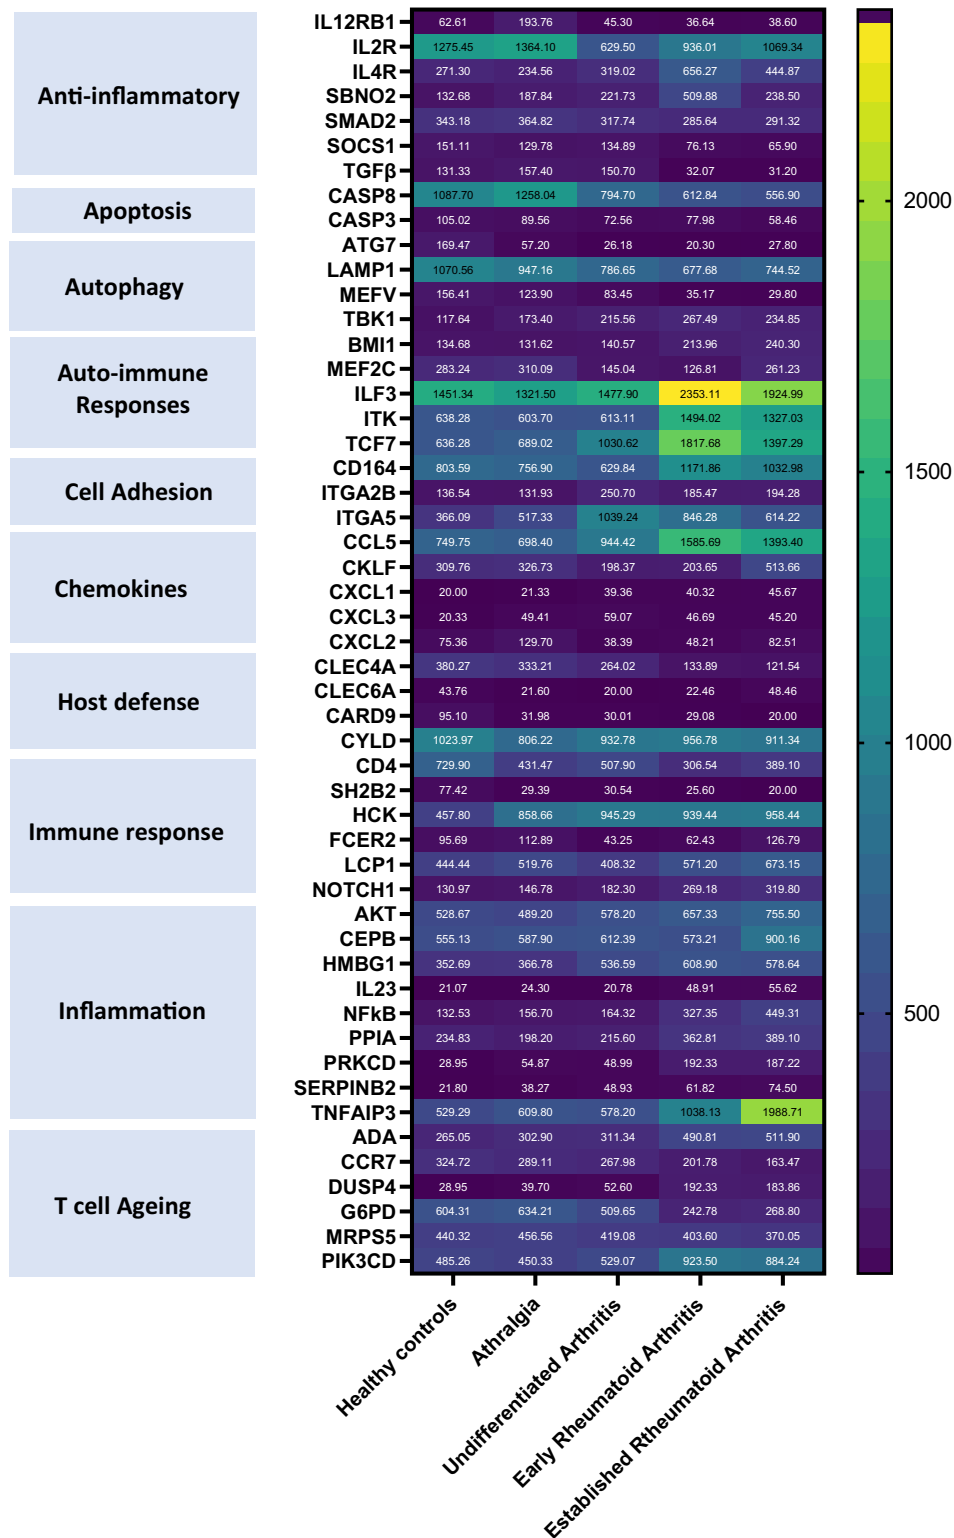 Anti-inflammatory
Apoptosis
Autophagy
Auto-immune
Responses
Cell Adhesion
Chemokines
Host defense
Immune response
Inflammation
T cell Ageing
IL12RB1 62.61 193.76 45.30 36.64 38.60
IL2R 1275.45 1364.10 629.50 936.01 1069.34
IL4R 271.30 234.56 319.02 656.27 444.87
SBNO2 132.68 187.84 221.73 509.88 238.50
SMAD2 343.18 364.82 317.74 285.64 291.32
SOCS1 151.11 129.78 134.89 76.13 65.90
TGFβ 131.33 157.40 150.70 32.07 31.20
CASP8 1087.70 1258.04 794.70 612.84 556.90
CASP3 105.02 89.56 72.56 77.98 58.46
ATG7 169.47 57.20 26.18 20.30 27.80
LAMP1 1070.56 947.16 786.65 677.68 744.52
MEFV 156.41 123.90 83.45 35.17 29.80
TBK1 117.64 173.40 215.56 267.49 234.85
BMI1 134.68 131.62 140.57 213.96 240.30
MEF2C 283.24 310.09 145.04 126.81 261.23
ILF3 1451.34 1321.50 1477.90 2353.11 1924.99
ITK 638.28 603.70 613.11 1494.02 1327.03
TCF7 636.28 689.02 1030.62 1817.68 1397.29
CD164 803.59 756.90 629.84 1171.86 1032.98
ITGA2B 136.54 131.93 250.70 185.47 194.28
ITGA5 366.09 517.33 1039.24 846.28 614.22
CCL5 749.75 698.40 944.42 1585.69 1393.40
CKLF 309.76 326.73 198.37 203.65 513.66
CXCL1 20.00 21.33 39.36 40.32 45.67
CXCL3 20.33 49.41 59.07 46.69 45.20
CXCL2 75.36 129.70 38.39 48.21 82.51
CLEC4A 380.27 333.21 264.02 133.89 121.54
CLEC6A 43.76 21.60 20.00 22.46 48.46
CARD9 95.10 31.98 30.01 29.08 20.00
CYLD 1023.97 806.22 932.78 956.78 911.34
CD4 729.90 431.47 507.90 306.54 389.10
SH2B2 77.42 29.39 30.54 25.60 20.00
HCK 457.80 858.66 945.29 939.44 958.44
FCER2 95.69 112.89 43.25 62.43 126.79
LCP1 444.44 519.76 408.32 571.20 673.15
NOTCH1 130.97 146.78 182.30 269.18 319.80
AKT 528.67 489.20 578.20 657.33 755.50
CEPB 555.13 587.90 612.39 573.21 900.16
HMBG1 352.69 366.78 536.59 608.90 578.64
IL23 21.07 24.30 20.78 48.91 55.62
NFkB 132.53 156.70 164.32 327.35 449.31
PPIA 234.83 198.20 215.60 362.81 389.10
PRKCD 28.95 54.87 48.99 192.33 187.22
SERPINB2 21.80 38.27 48.93 61.82 74.50
TNFAIP3 529.29 609.80 578.20 1038.13 1988.71
ADA 265.05 302.90 311.34 490.81 511.90
CCR7 324.72 289.11 267.98 201.78 163.47
DUSP4 28.95 39.70 52.60 192.33 183.86
G6PD 604.31 634.21 509.65 242.78 268.80
MRPS5 440.32 456.56 419.08 403.60 370.05
PIK3CD 485.26 450.33 529.07 923.50 884.24
Healthy controls
Athralgia
Undifferentiated Arthritis
Early Rheumatoid Arthritis
Established Rtheumatoid Arthritis
2000
1500
1000
500